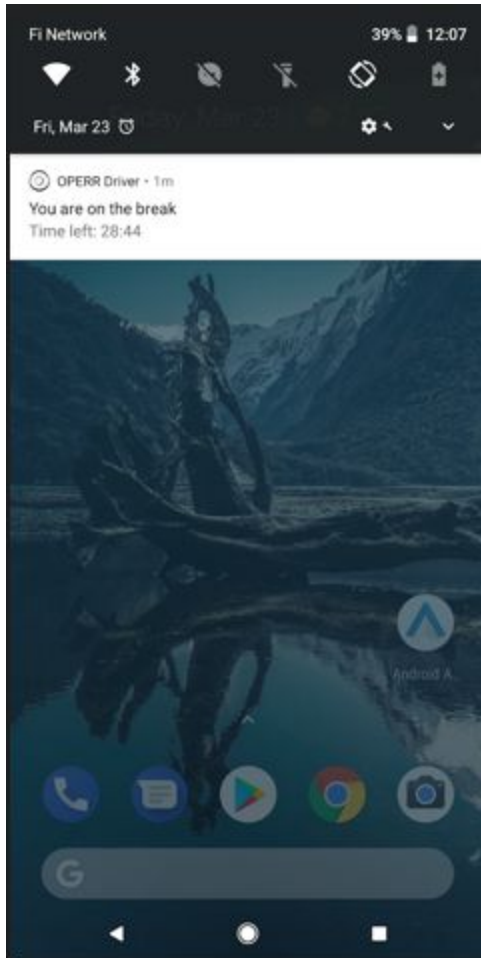 Fi Network
39% 12:07
Fri, Mar 23
OPERR Driver • 1m
You are on the break
Time left: 28:44
Android A...
G